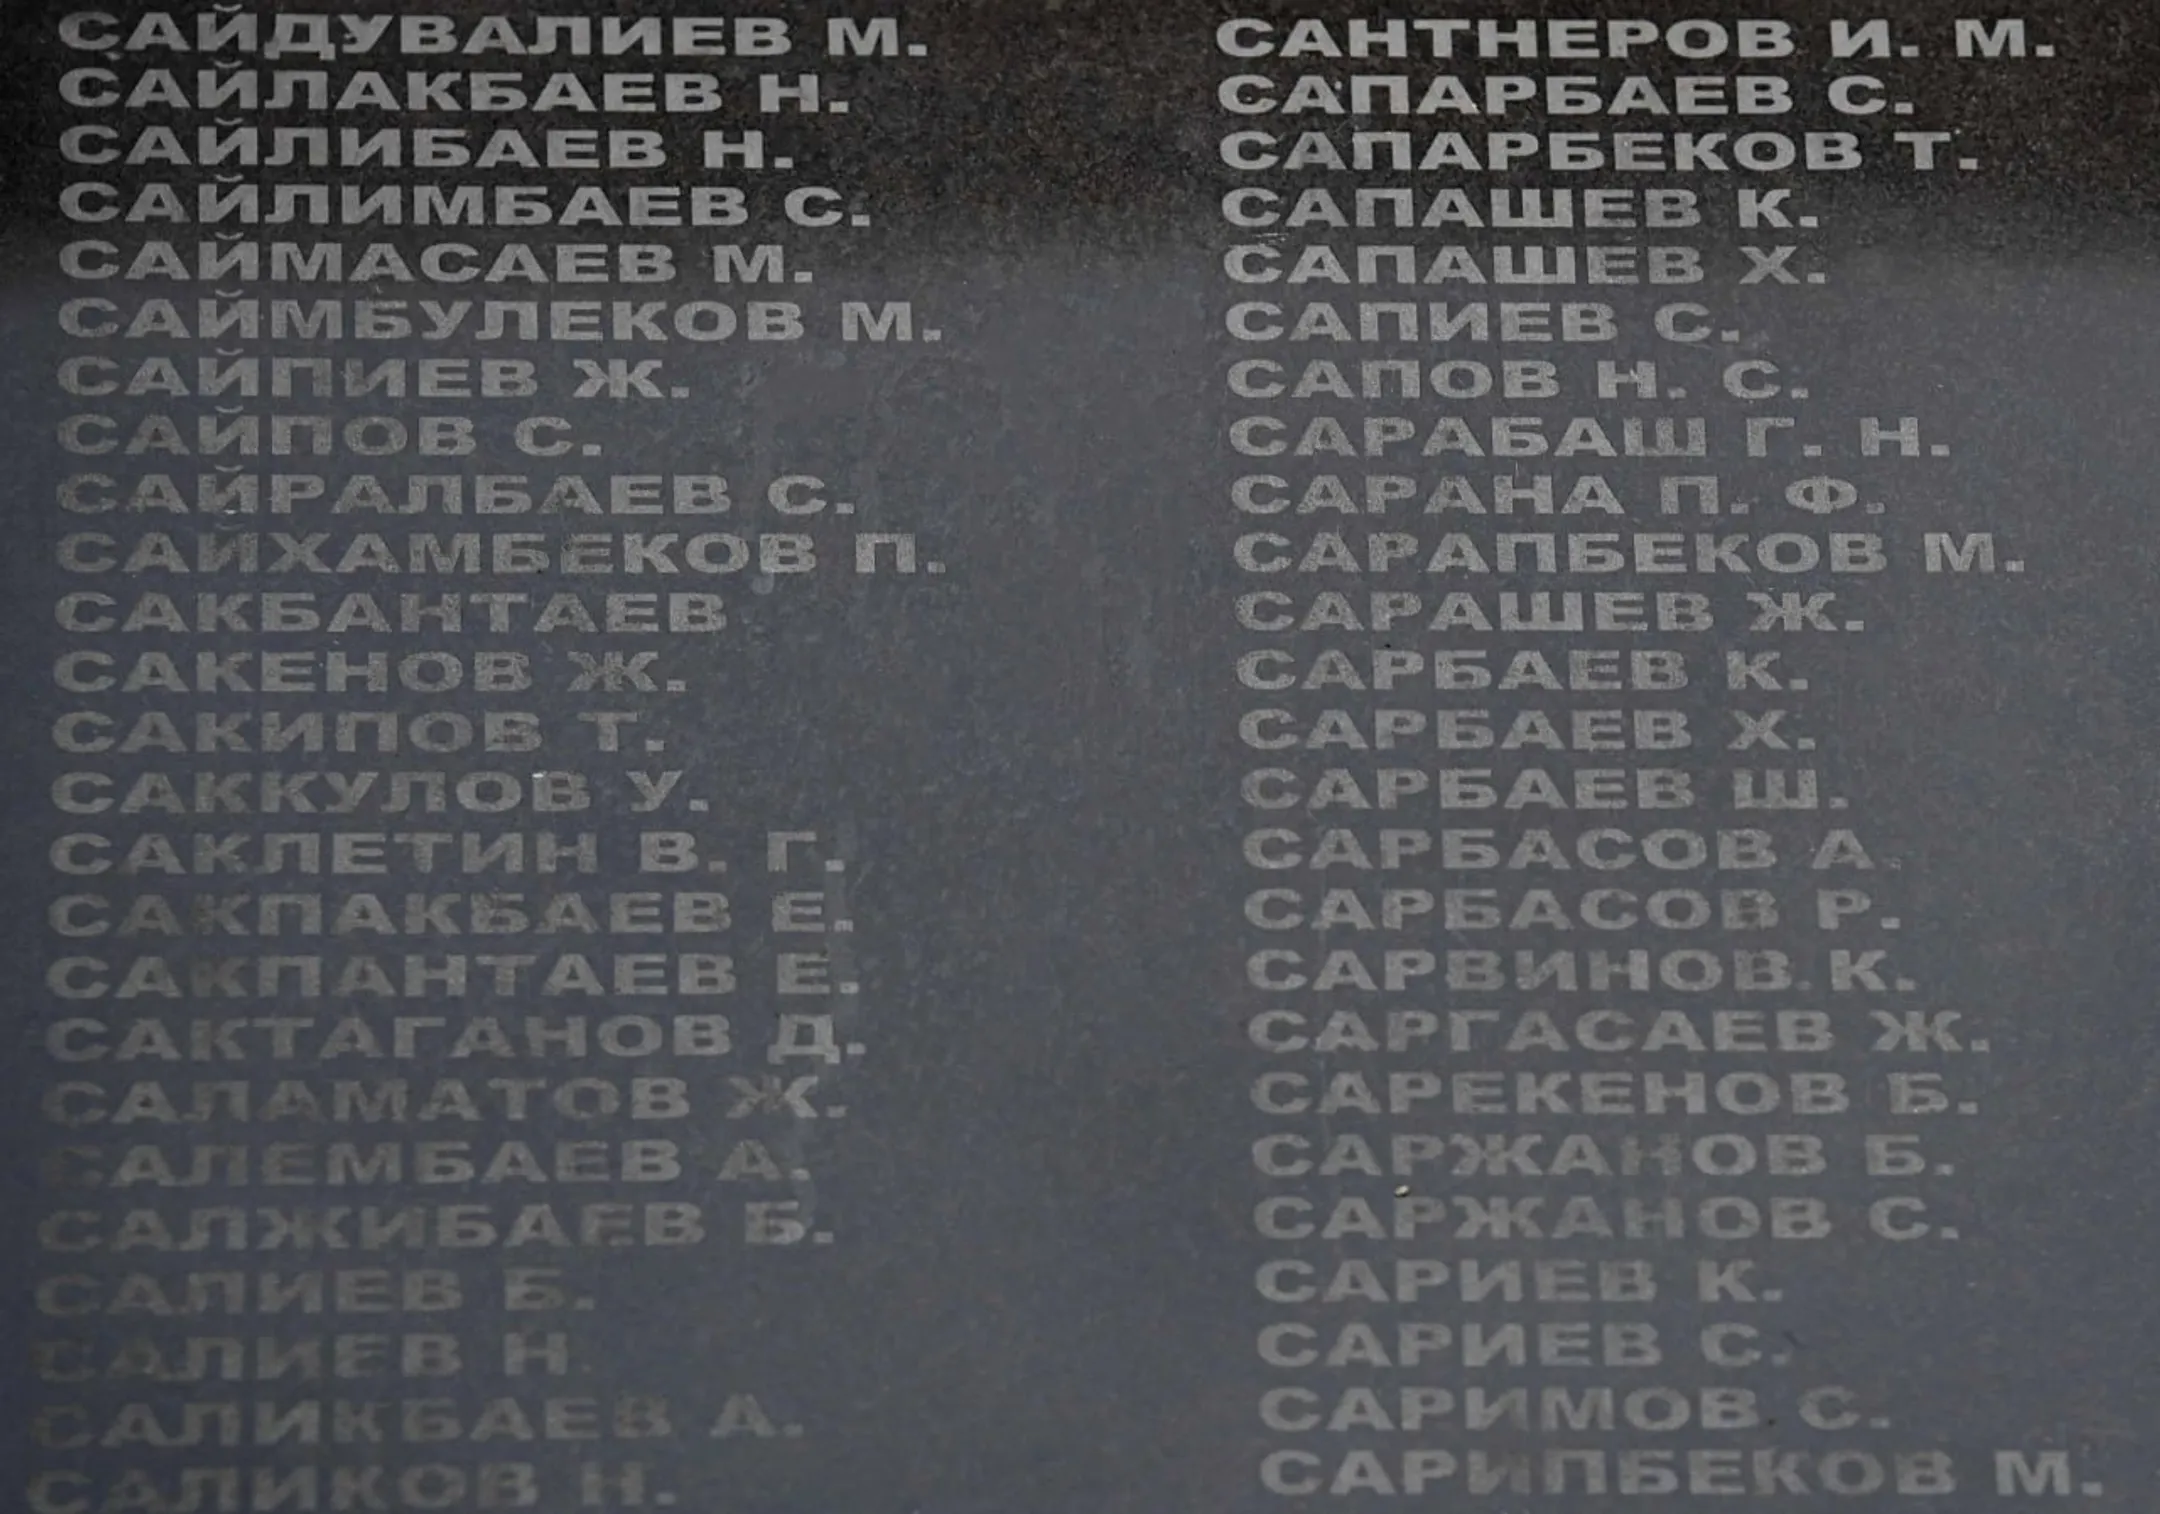 САЙДУВАЛИЕВ М.
САЙЛАКБАЕВ Н.
САЙЛИБАЕВ Н.
САЙЛИМБАЕВ С.
САЙМАСАЕВ М.
САЙМБУЛЕКОВ М.
САЙПИЕВ Ж.
САЙПОВ С.
САЙРАЛБАЕВ С.
САЙХАМБЕКОВ П.
САКБАНТАЕВ
САКЕНОВ Ж.
САКИПОВ Т.
САККУЛОВ У.
САКЛЕТИН В. Г.
САКПАКБАЕВ Е.
САКПАНТАЕВ Е.
САКТАГАНОВ Д.
САЛАМАТОВ Ж.
САЛЕМБАЕВ А.
САЛЖИБАЕВ Б.
САЛИЕВ Б.
САЛИЕВ Н.
САЛИКБАЕВ А.
САЛИКОВ Н.
САНТНЕРОВ И. М.
САПАРБАЕВ С.
САПАРБЕКОВ Т.
САПАШЕВ К.
САПАШЕВ Х.
САПИЕВ С.
САПОВ Н. С.
САРАБАШ Г. Н.
САРАНА П. Ф.
САРАПБЕКОВ М.
САРАШЕВ Ж.
САРБАЕВ К.
САРБАЕВ Х.
САРБАЕВ Ш.
САРБАСОВ А.
САРБАСОВ Р.
САРВИНОВ К.
САРГАСАЕВ Ж.
САРЕКЕНОВ Б.
САРЖАНОВ Б.
САРЖАНОВ С.
САРИЕВ К.
САРИЕВ С.
САРИМОВ С.
САРИПБЕКОВ М.